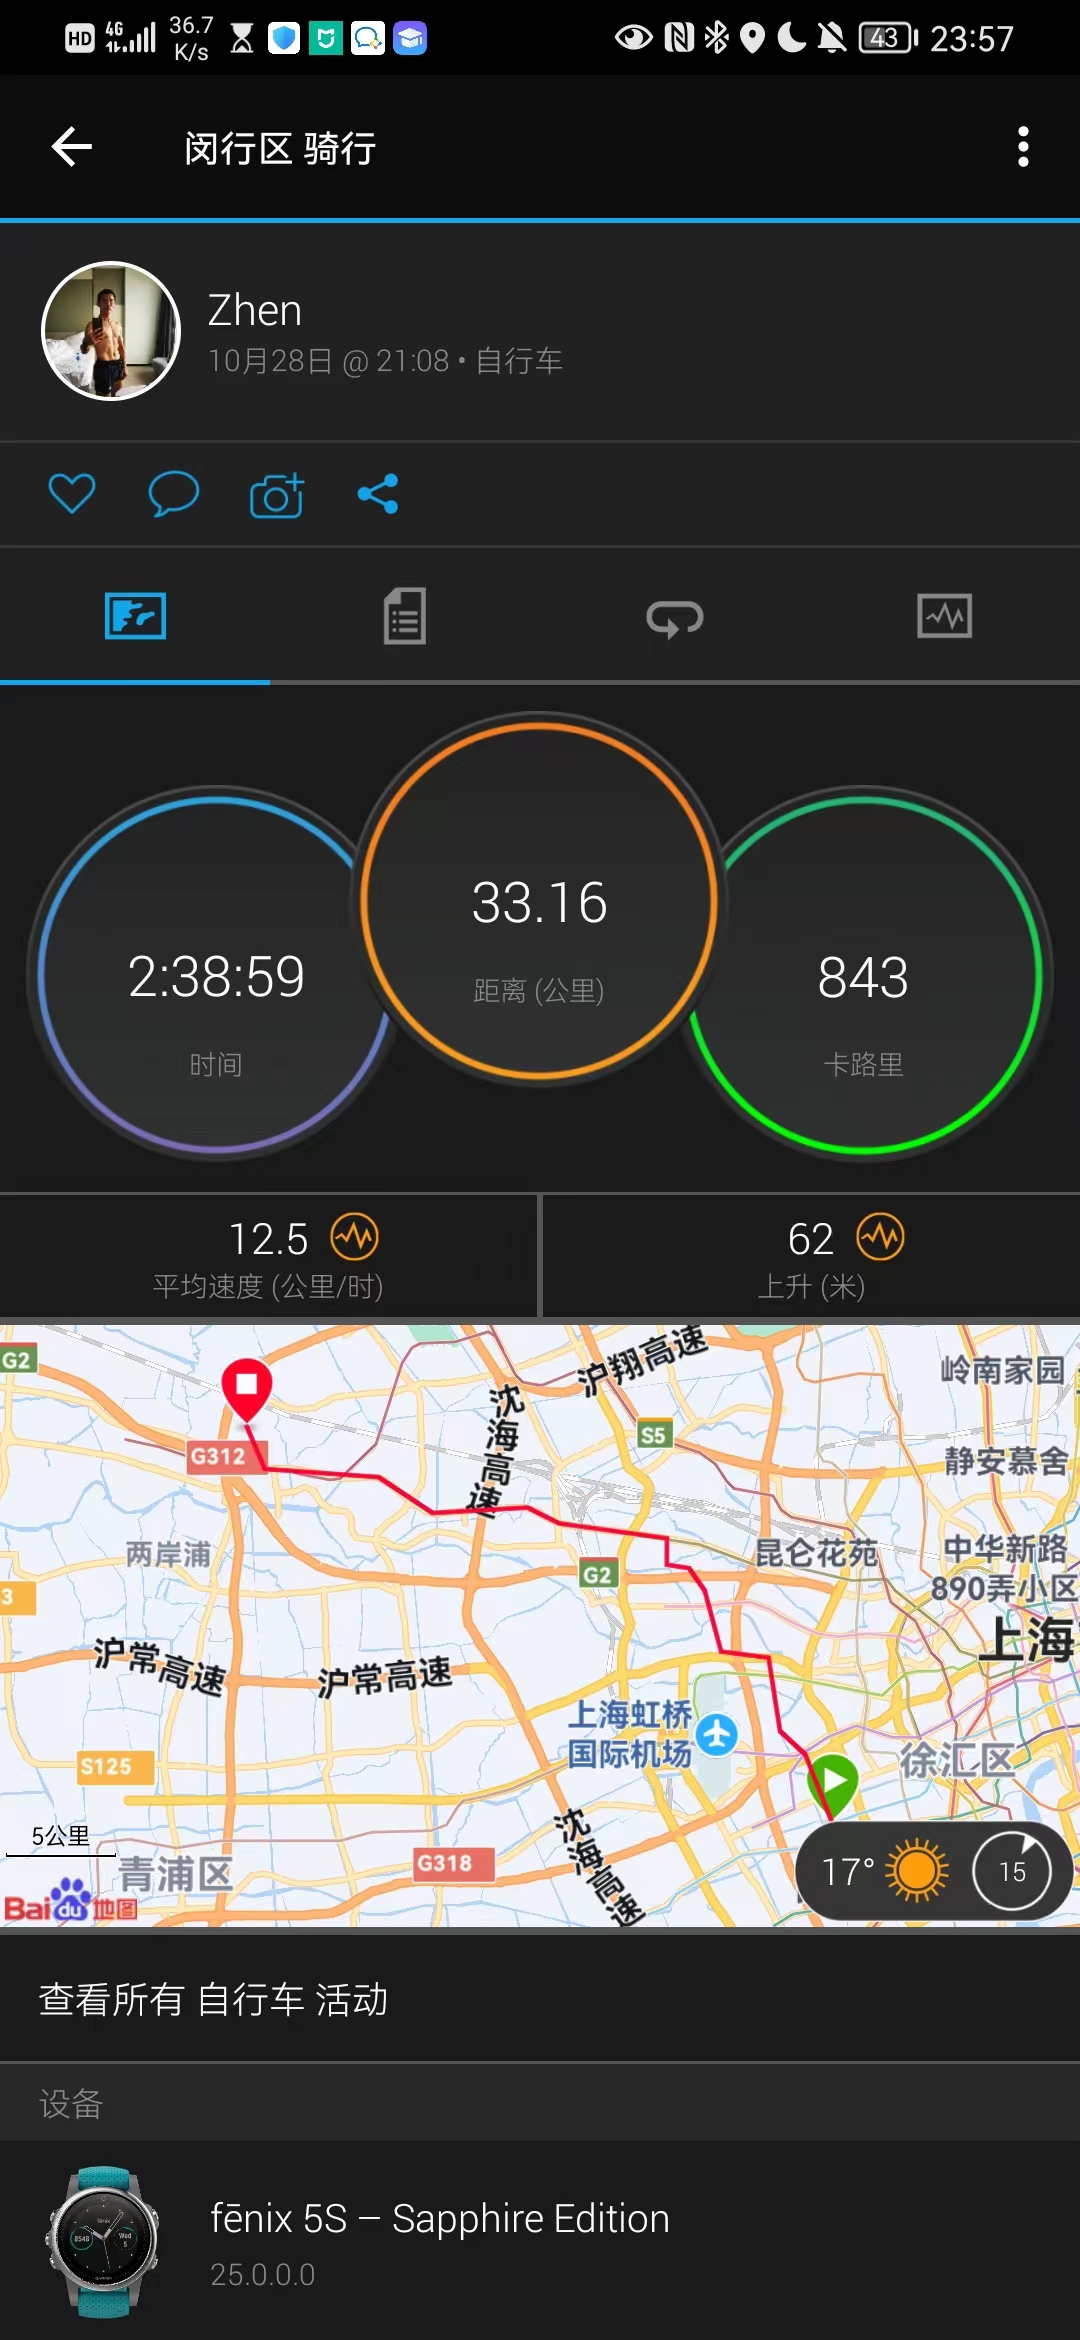 HD 4G 36.7 K/s 43 23:57
闵行区 骑行
Zhen
10月28日 @ 21:08 • 自行车
33.16
距离 (公里)
2:38:59
时间
843
卡路里
12.5
平均速度 (公里/时)
62
上升 (米)
G2
沪翔高速
岭南家园
沈海高速
S5
G312
静安慕舍
两岸浦
昆仑花苑
中华新路
890弄小区
G2
3
上海
沪常高速
沪常高速
上海虹桥
国际机场
S125
徐汇区
5公里
沈海高速
G318
青浦区
17°
15
Bai du 地图
查看所有 自行车 活动
设备
fēnix 5S – Sapphire Edition
25.0.0.0